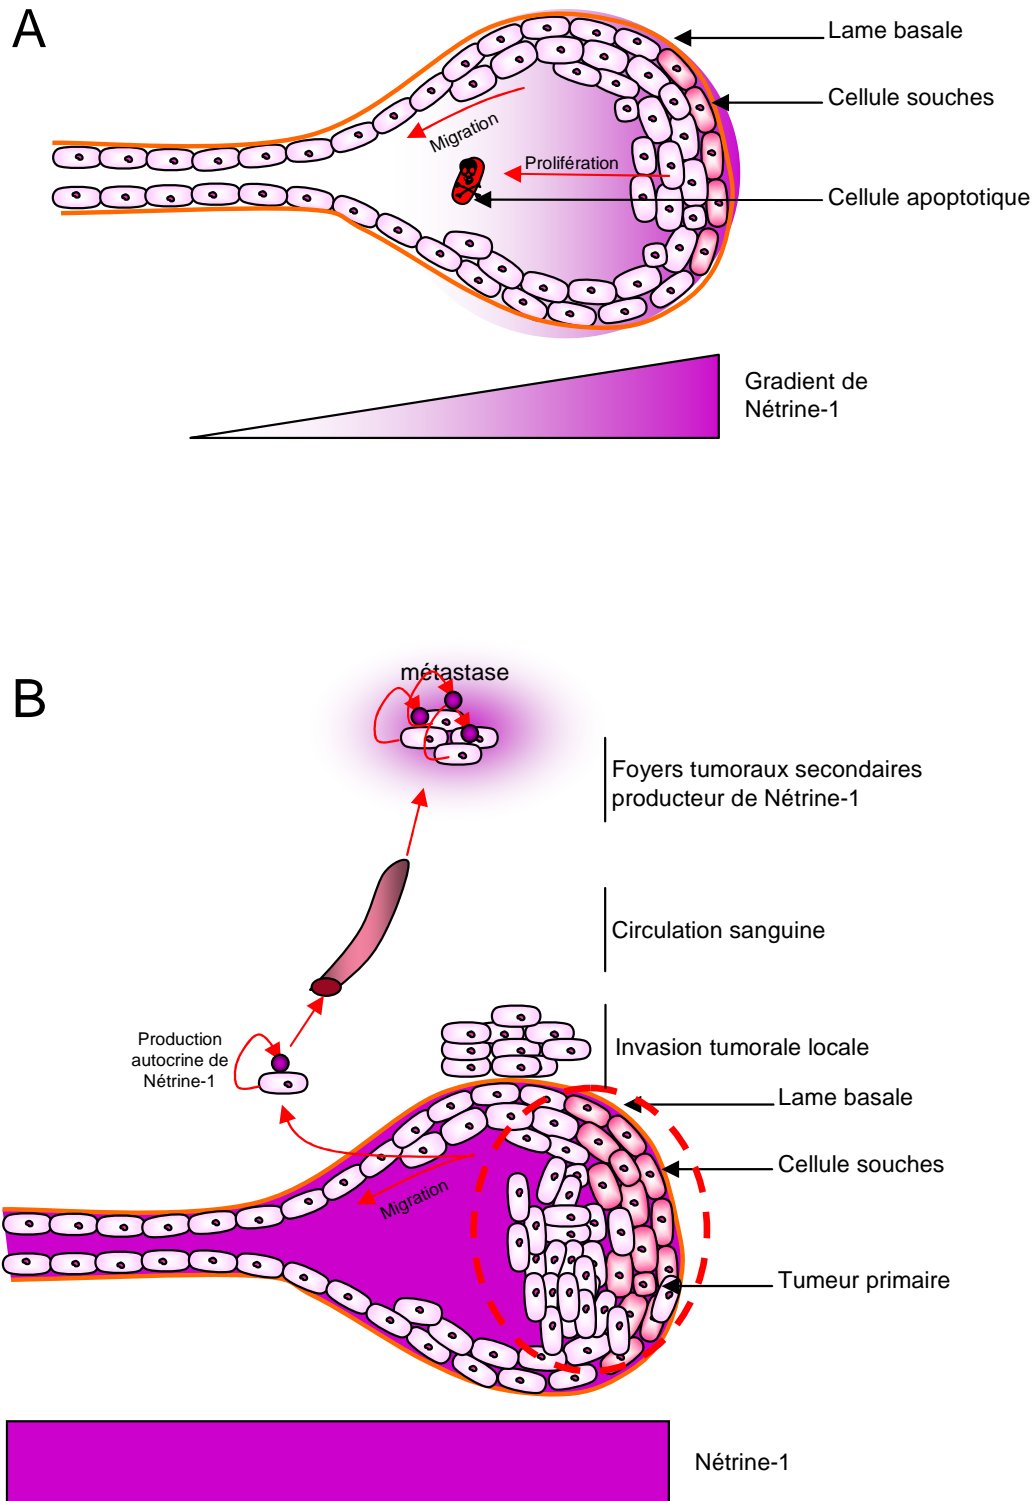 A
Lame basale
Cellule souches
Migration
Prolifération
Cellule apoptotique
Gradient de
Nétrine-1
B
métastase
Foyers tumoraux secondaires
producteur de Nétrine-1
Circulation sanguine
Production
autocrine de
Nétrine-1
Invasion tumorale locale
Lame basale
Cellule souches
Migration
Tumeur primaire
Nétrine-1